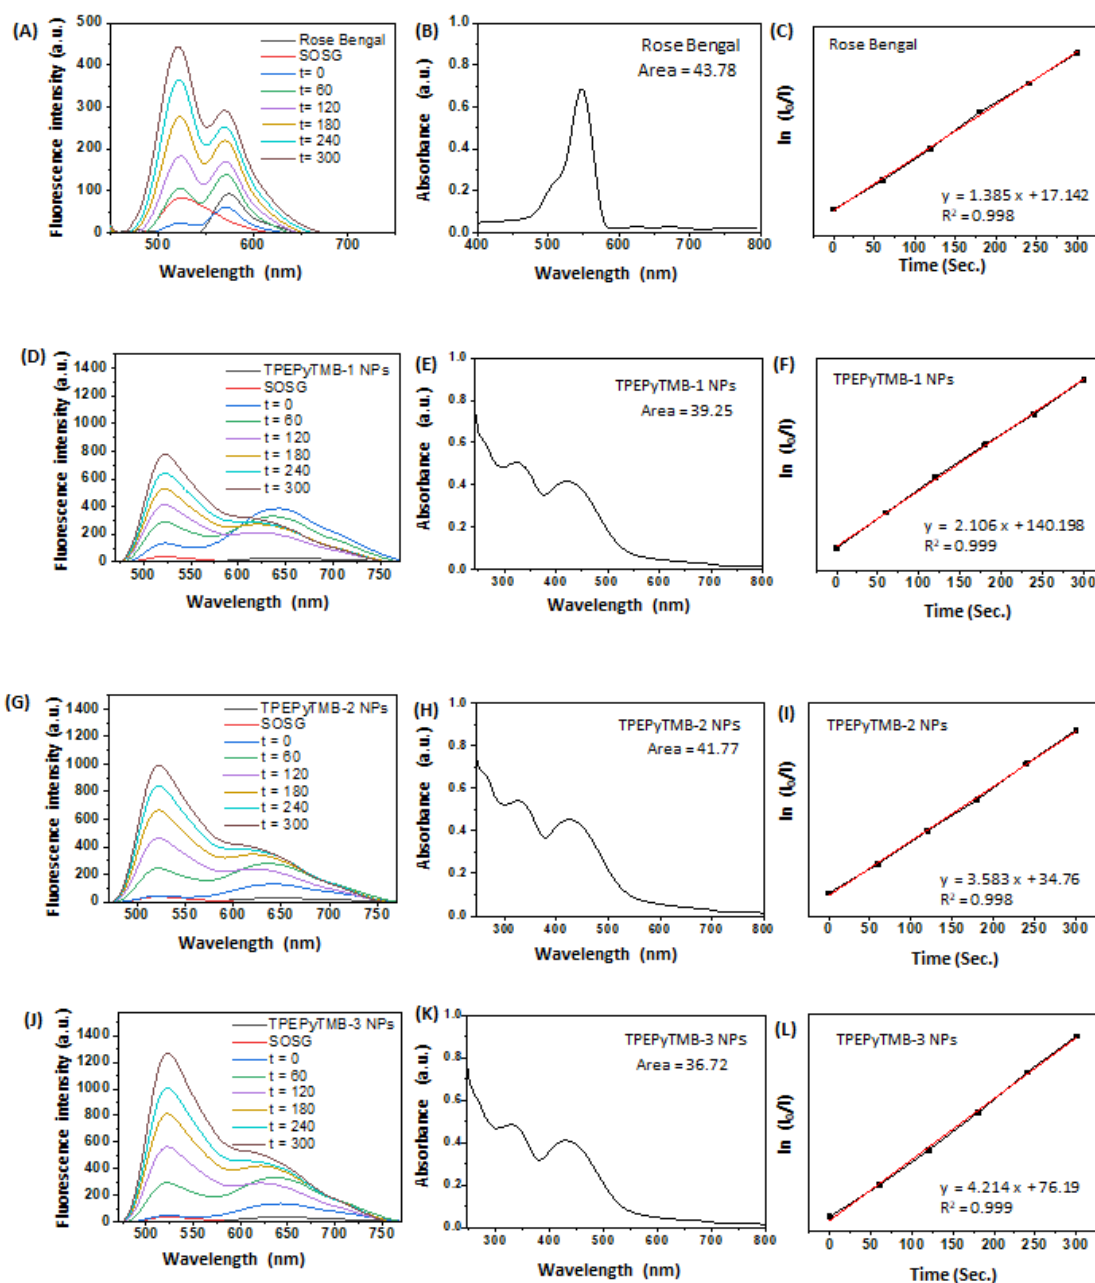 (A)
Fluorescence intensity (a.u.)
500
400
300
200
100
0
Rose Bengal
SOSG
t= 0
t= 60
t= 120
t= 180
t= 240
t= 300
500 600 700
Wavelength (nm)
(B)
Absorbance (a.u.)
1.0
0.8
0.6
0.4
0.2
0.0
Rose Bengal
Area = 43.78
400 500 600 700 800
Wavelength (nm)
(C)
ln (I₀/I)
Rose Bengal
y = 1.385 x + 17.142
R² = 0.998
0 50 100 150 200 250 300
Time (Sec.)
(D)
Fluorescence intensity (a.u.)
1400
1200
1000
800
600
400
200
0
TPEPyTMB-1 NPs
SOSG
t = 0
t = 60
t = 120
t = 180
t = 240
t = 300
500 550 600 650 700 750
Wavelength (nm)
(E)
Absorbance (a.u.)
1.0
0.8
0.6
0.4
0.2
0.0
TPEPyTMB-1 NPs
Area = 39.25
300 400 500 600 700 800
Wavelength (nm)
(F)
ln (I₀/I)
TPEPyTMB-1 NPs
y = 2.106 x + 140.198
R² = 0.999
0 50 100 150 200 250 300
Time (Sec.)
(G)
Fluorescence intensity (a.u.)
1400
1200
1000
800
600
400
200
0
TPEPyTMB-2 NPs
SOSG
t = 0
t = 60
t = 120
t = 180
t = 240
t = 300
500 550 600 650 700 750
Wavelength (nm)
(H)
Absorbance (a.u.)
1.0
0.8
0.6
0.4
0.2
0.0
TPEPyTMB-2 NPs
Area = 41.77
300 400 500 600 700 800
Wavelength (nm)
(I)
ln (I₀/I)
TPEPyTMB-2 NPs
y = 3.583 x + 34.76
R² = 0.998
0 50 100 150 200 250 300
Time (Sec.)
(J)
Fluorescence intensity (a.u.)
1400
1200
1000
800
600
400
200
0
TPEPyTMB-3 NPs
SOSG
t = 0
t = 60
t = 120
t = 180
t = 240
t = 300
500 550 600 650 700 750
Wavelength (nm)
(K)
Absorbance (a.u.)
1.0
0.8
0.6
0.4
0.2
0.0
TPEPyTMB-3 NPs
Area = 36.72
300 400 500 600 700 800
Wavelength (nm)
(L)
ln (I₀/I)
TPEPyTMB-3 NPs
y = 4.214 x + 76.19
R² = 0.999
0 50 100 150 200 250 300
Time (Sec.)